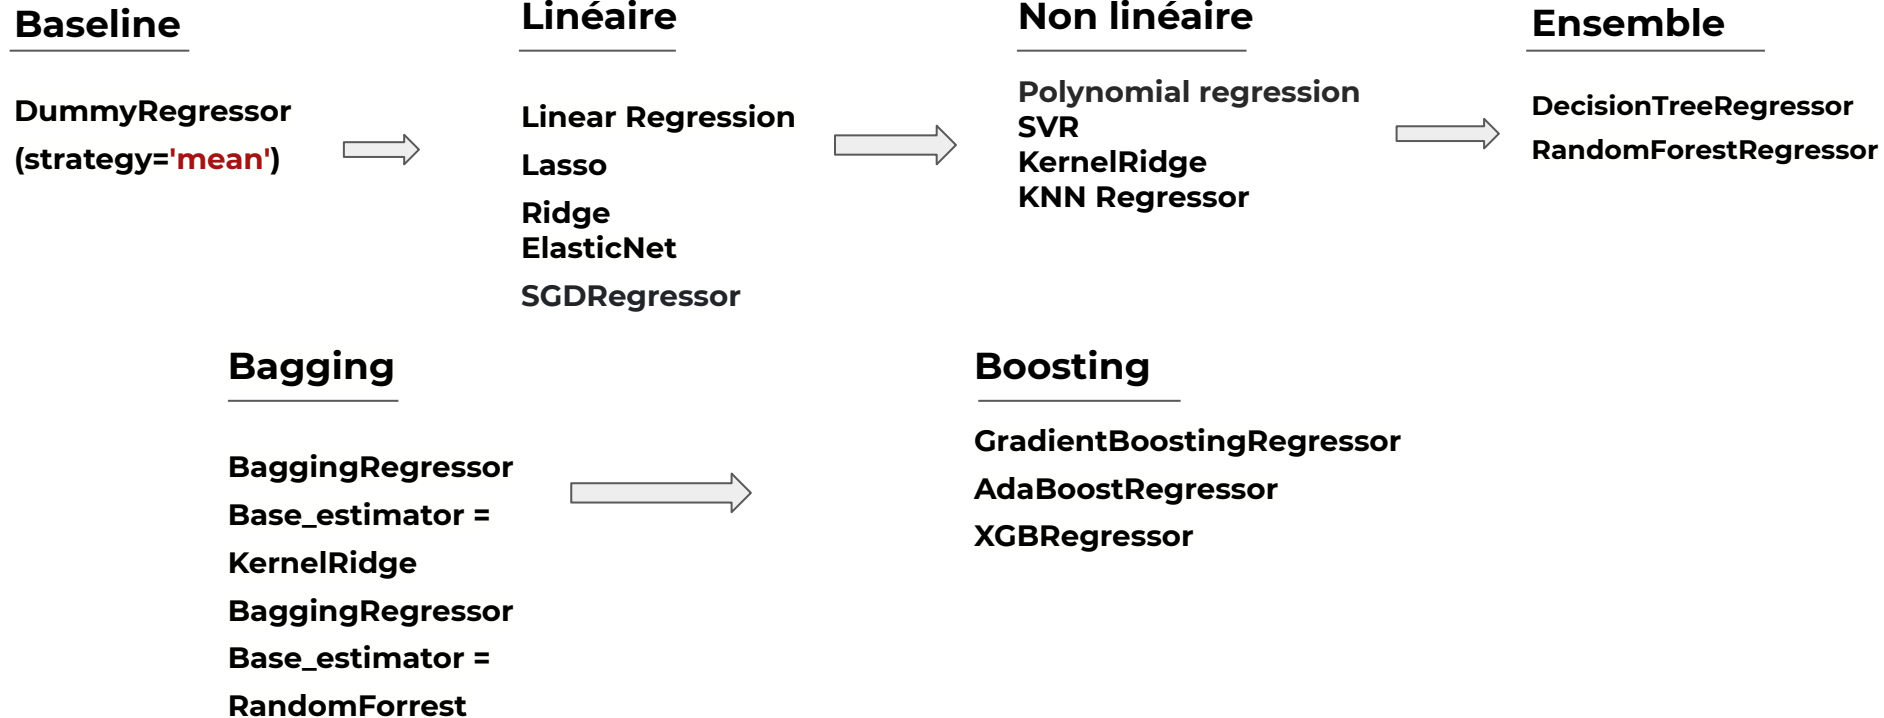 Baseline
DummyRegressor
(strategy='mean')
Linéaire
Linear Regression
Lasso
Ridge
ElasticNet
SGDRegressor
Non linéaire
Polynomial regression
SVR
KernelRidge
KNN Regressor
Ensemble
DecisionTreeRegressor
RandomForestRegressor
Bagging
BaggingRegressor
Base_estimator =
KernelRidge
BaggingRegressor
Base_estimator =
RandomForrest
Boosting
GradientBoostingRegressor
AdaBoostRegressor
XGBRegressor